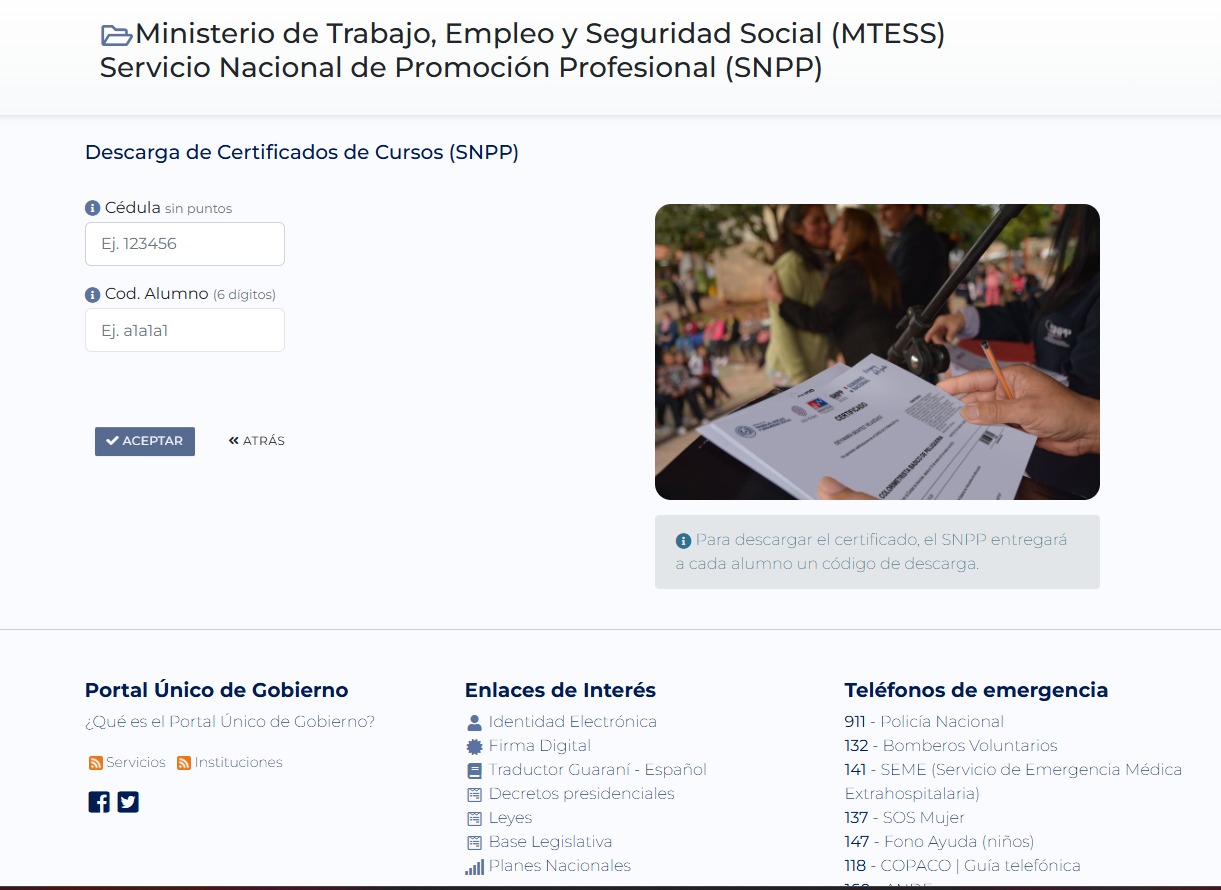 Ministerio de Trabajo, Empleo y Seguridad Social (MTESS)
Servicio Nacional de Promoción Profesional (SNPP)
Descarga de Certificados de Cursos (SNPP)
Cédula sin puntos
Ej. 123456
Cod. Alumno (6 dígitos)
Ej. a1a1a1
ACEPTAR
ATRÁS
SNPP
CERTIFICADO
COLORIMETRISTA BASICO DE PELUQUERIA
Para descargar el certificado, el SNPP entregará
a cada alumno un código de descarga.
Portal Único de Gobierno
¿Qué es el Portal Único de Gobierno?
Servicios Instituciones
Enlaces de Interés
Identidad Electrónica
Firma Digital
Traductor Guaraní - Español
Decretos presidenciales
Leyes
Base Legislativa
Planes Nacionales
Teléfonos de emergencia
911 - Policía Nacional
132 - Bomberos Voluntarios
141 - SEME (Servicio de Emergencia Médica
Extrahospitalaria)
137 - SOS Mujer
147 - Fono Ayuda (niños)
118 - COPACO | Guía telefónica